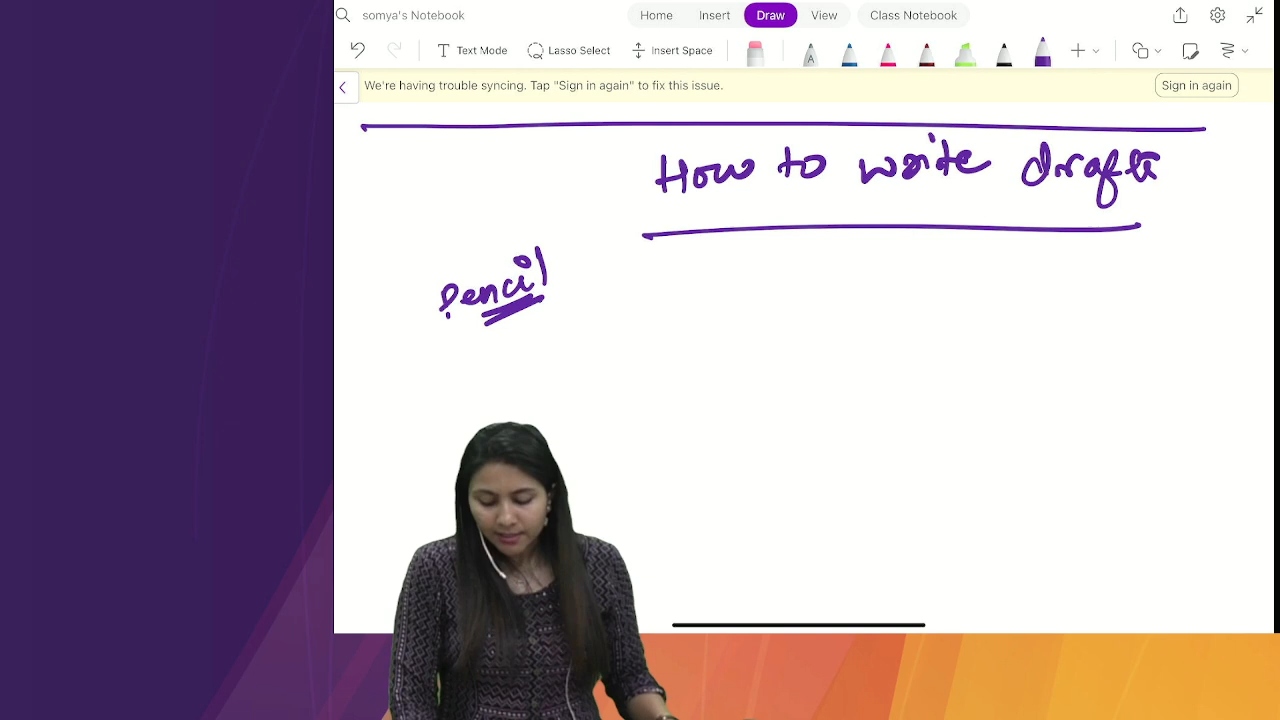 somya's Notebook
Home Insert Draw View Class Notebook
Text Mode Lasso Select Insert Space
We're having trouble syncing. Tap "Sign in again" to fix this issue.
Sign in again
How to write drafts
Pencil